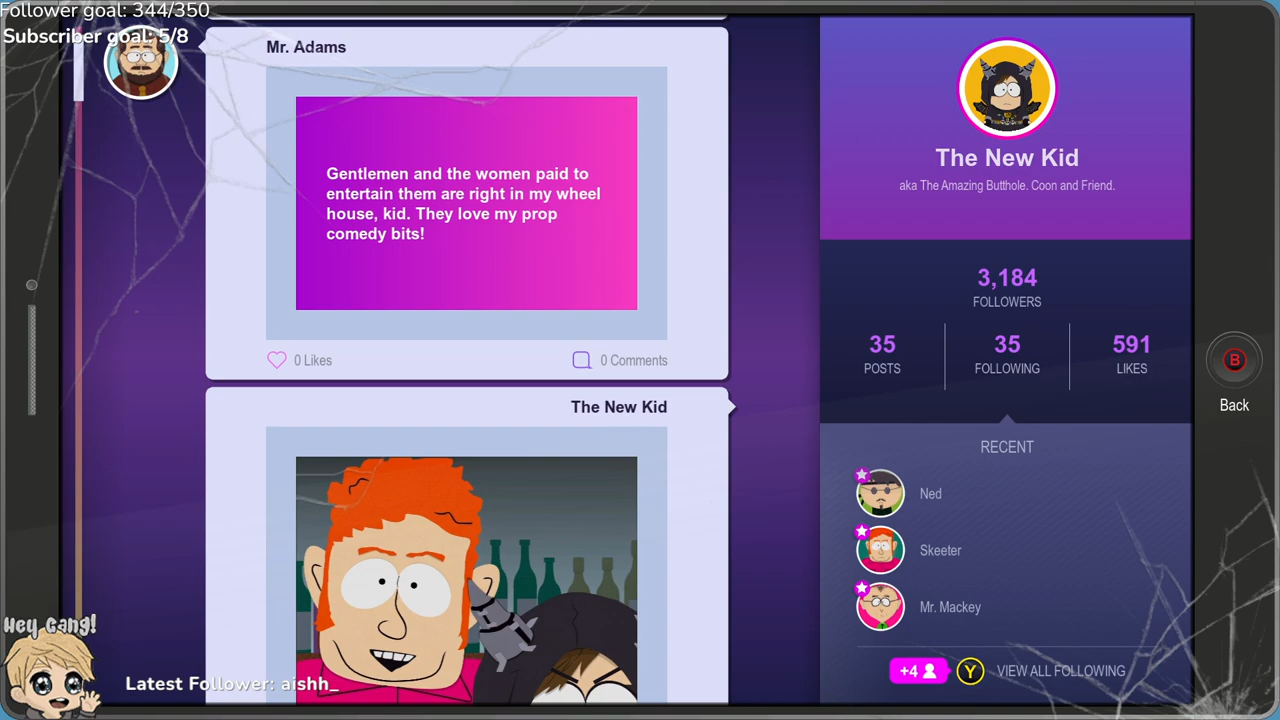 Follower goal: 344/350
Subscriber goal: 5/8
Mr. Adams
Gentlemen and the women paid to
entertain them are right in my wheel
house, kid. They love my prop
comedy bits!
0 Likes
0 Comments
The New Kid
The New Kid
aka The Amazing Butthole. Coon and Friend.
3,184
FOLLOWERS
35
POSTS
35
FOLLOWING
591
LIKES
RECENT
Ned
Skeeter
Mr. Mackey
+4
Y
VIEW ALL FOLLOWING
B
Back
Hey Gang!
Latest Follower: aishh_